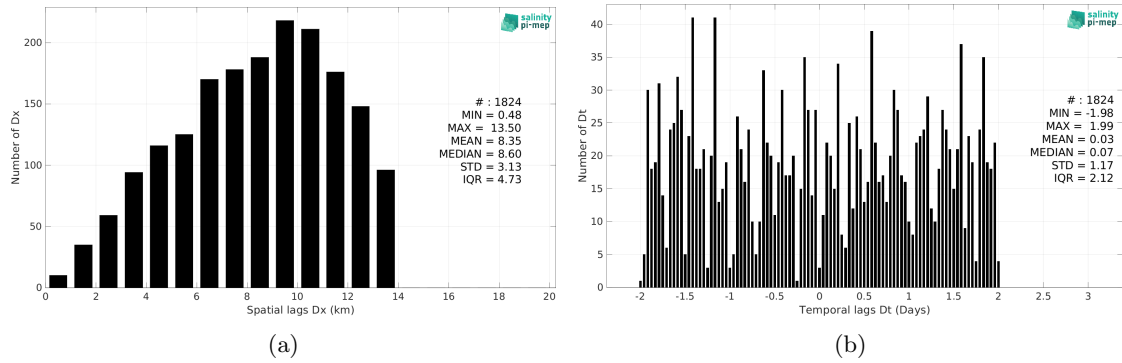 salinity
pi-mep
200
150
100
50
0
Number of Dx
# : 1824
MIN = 0.48
MAX = 13.50
MEAN = 8.35
MEDIAN = 8.60
STD = 3.13
IQR = 4.73
0 2 4 6 8 10 12 14 16 18 20
Spatial lags Dx (km)
(a)
salinity
pi-mep
40
35
30
25
20
15
10
5
0
Number of Dt
# : 1824
MIN = -1.98
MAX = 1.99
MEAN = 0.03
MEDIAN = 0.07
STD = 1.17
IQR = 2.12
-2 -1.5 -1 -0.5 0 0.5 1 1.5 2 2.5 3
Temporal lags Dt (Days)
(b)